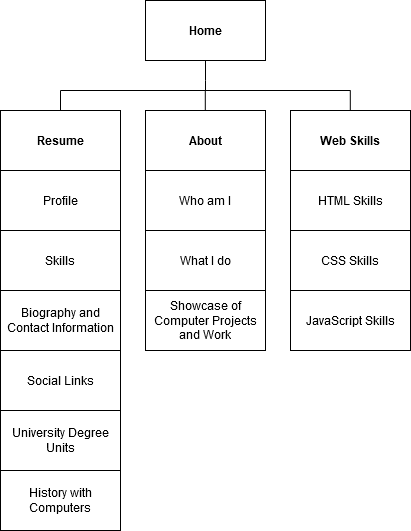 Home
Resume
Profile
Skills
Biography and
Contact Information
Social Links
University Degree
Units
History with
Computers
About
Who am I
What I do
Showcase of
Computer Projects
and Work
Web Skills
HTML Skills
CSS Skills
JavaScript Skills